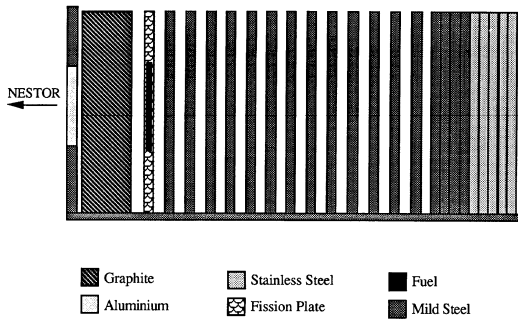 NESTOR
Graphite
Stainless Steel
Fuel
Aluminium
Fission Plate
Mild Steel